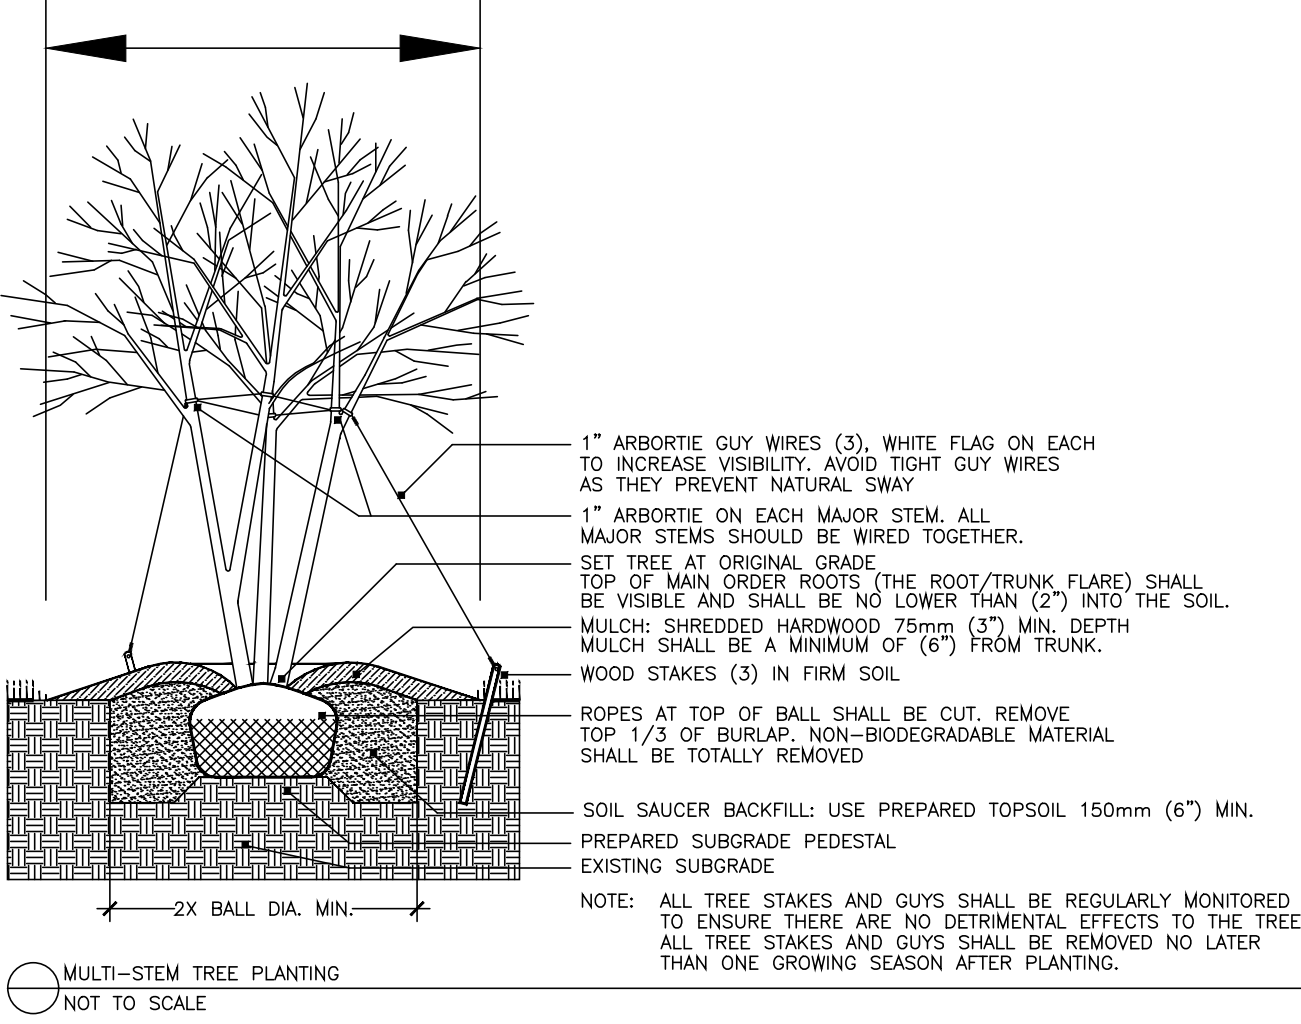 1” ARBORTIE GUY WIRES (3), WHITE FLAG ON EACH
TO INCREASE VISIBILITY. AVOID TIGHT GUY WIRES
AS THEY PREVENT NATURAL SWAY
1” ARBORTIE ON EACH MAJOR STEM. ALL
MAJOR STEMS SHOULD BE WIRED TOGETHER.
SET TREE AT ORIGINAL GRADE
TOP OF MAIN ORDER ROOTS (THE ROOT/TRUNK FLARE) SHALL
BE VISIBLE AND SHALL BE NO LOWER THAN (2”) INTO THE SOIL.
MULCH: SHREDDED HARDWOOD 75mm (3”) MIN. DEPTH
MULCH SHALL BE A MINIMUM OF (6”) FROM TRUNK.
WOOD STAKES (3) IN FIRM SOIL
ROPES AT TOP OF BALL SHALL BE CUT. REMOVE
TOP 1/3 OF BURLAP. NON-BIODEGRADABLE MATERIAL
SHALL BE TOTALLY REMOVED
SOIL SAUCER BACKFILL: USE PREPARED TOPSOIL 150mm (6”) MIN.
PREPARED SUBGRADE PEDESTAL
EXISTING SUBGRADE
2X BALL DIA. MIN.
NOTE: ALL TREE STAKES AND GUYS SHALL BE REGULARLY MONITORED
TO ENSURE THERE ARE NO DETRIMENTAL EFFECTS TO THE TREE
ALL TREE STAKES AND GUYS SHALL BE REMOVED NO LATER
THAN ONE GROWING SEASON AFTER PLANTING.
MULTI-STEM TREE PLANTING
NOT TO SCALE